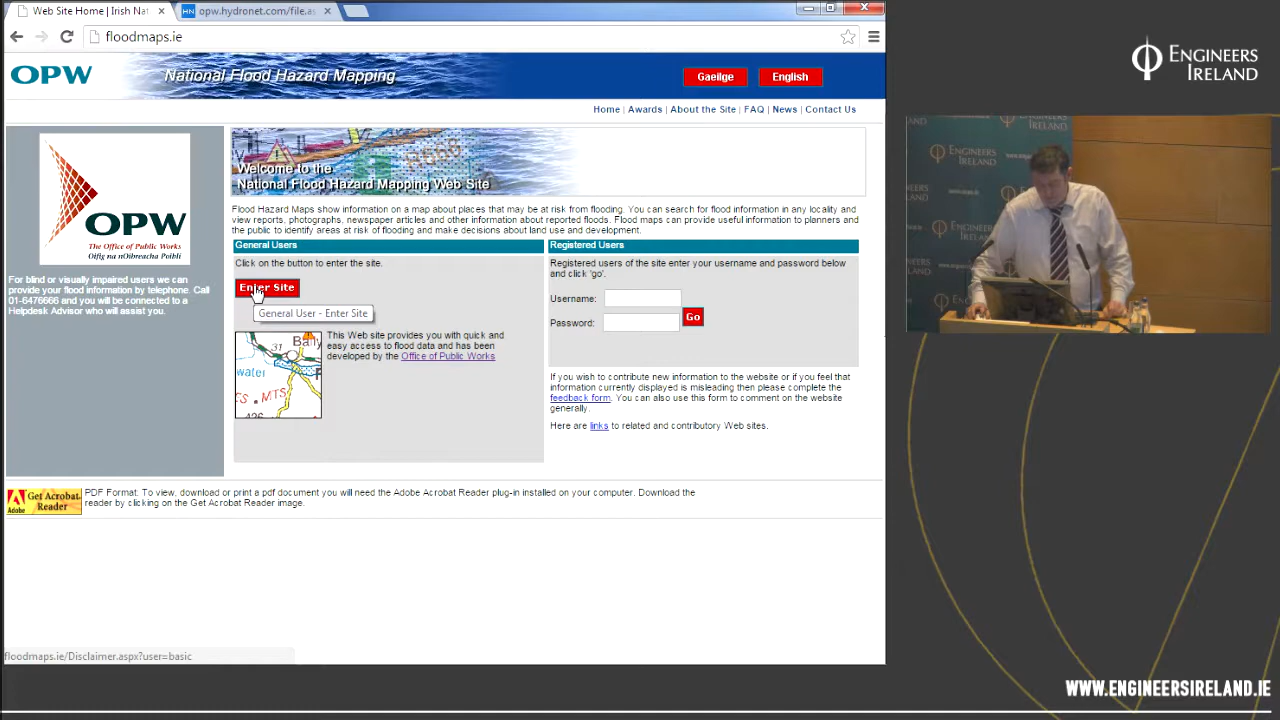 Web Site Home | Irish Nat
opw.hydronet.com/file.as
floodmaps.ie
OPW
National Flood Hazard Mapping
Gaeilge
English
Home | Awards | About the Site | FAQ | News | Contact Us
OPW
The Office of Public Works
Oifig na nOibreacha Poiblí
For blind or visually impaired users we can
provide your flood information by telephone. Call
01-6476666 and you will be connected to a
Helpdesk Advisor who will assist you.
Welcome to the
National Flood Hazard Mapping Web Site
Flood Hazard Maps show information on a map about places that may be at risk from flooding. You can search for flood information in any locality and
view reports, photographs, newspaper articles and other information about reported floods. Flood maps can provide useful information to planners and
the public to identify areas at risk of flooding and make decisions about land use and development.
General Users
Click on the button to enter the site.
Enter Site
General User - Enter Site
This Web site provides you with quick and
easy access to flood data and has been
developed by the Office of Public Works
31
water
MTS
Registered Users
Registered users of the site enter your username and password below
and click 'go'.
Username:
Password:
Go
If you wish to contribute new information to the website or if you feel that
information currently displayed is misleading then please complete the
feedback form. You can also use this form to comment on the website
generally.
Here are links to related and contributory Web sites.
Get Acrobat
Reader
Adobe
PDF Format: To view, download or print a pdf document you will need the Adobe Acrobat Reader plug-in installed on your computer. Download the
reader by clicking on the Get Acrobat Reader image.
floodmaps.ie/Disclaimer.aspx?user=basic
ENGINEERS
IRELAND
ENGINEERS
IRELAND
WWW.ENGINEERSIRELAND.IE